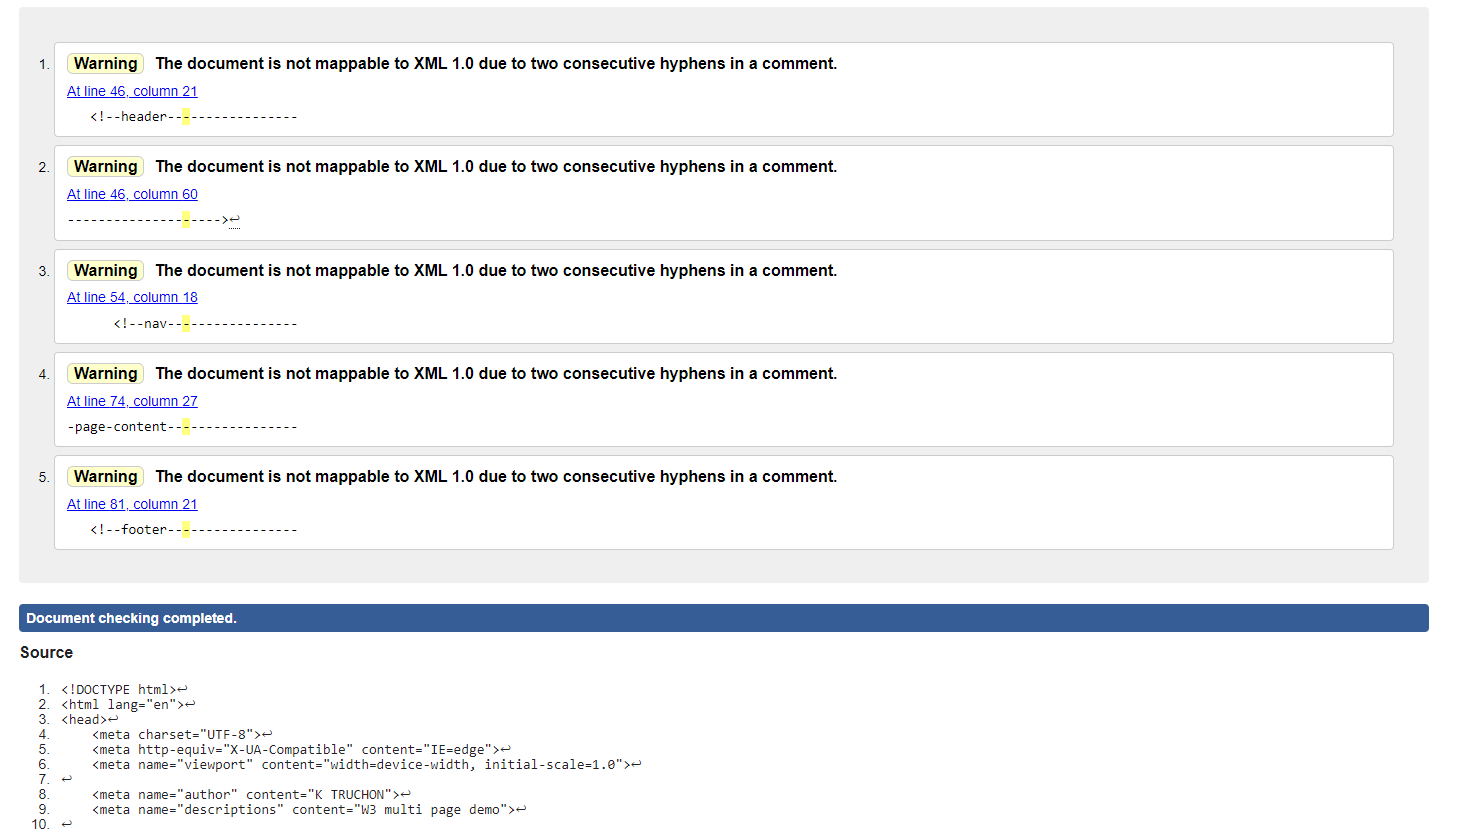 1. Warning The document is not mappable to XML 1.0 due to two consecutive hyphens in a comment.
At line 46, column 21
<!--header-----------------
2. Warning The document is not mappable to XML 1.0 due to two consecutive hyphens in a comment.
At line 46, column 60
-------------------->↩
3. Warning The document is not mappable to XML 1.0 due to two consecutive hyphens in a comment.
At line 54, column 18
<!--nav-----------------
4. Warning The document is not mappable to XML 1.0 due to two consecutive hyphens in a comment.
At line 74, column 27
-page-content-----------------
5. Warning The document is not mappable to XML 1.0 due to two consecutive hyphens in a comment.
At line 81, column 21
<!--footer-----------------
Document checking completed.
Source
1. <!DOCTYPE html>↩
2. <html lang="en">↩
3. <head>↩
4. <meta charset="UTF-8">↩
5. <meta http-equiv="X-UA-Compatible" content="IE=edge">↩
6. <meta name="viewport" content="width=device-width, initial-scale=1.0">↩
7. ↩
8. <meta name="author" content="K TRUCHON">↩
9. <meta name="descriptions" content="W3 multi page demo">↩
10. ↩